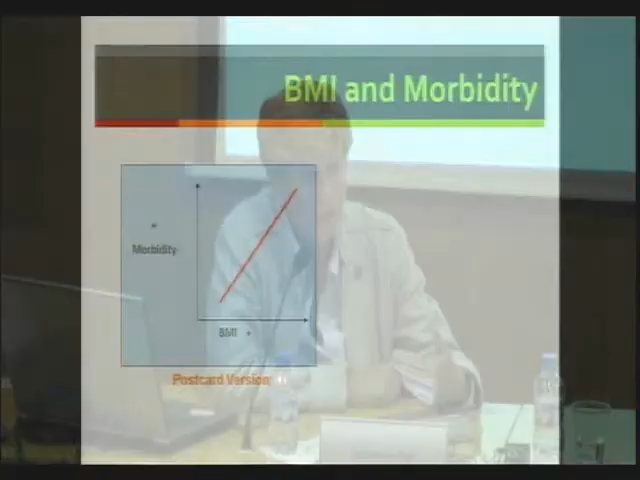 BMI and Morbidity
+
Morbidity
BMI +
Postcard Version